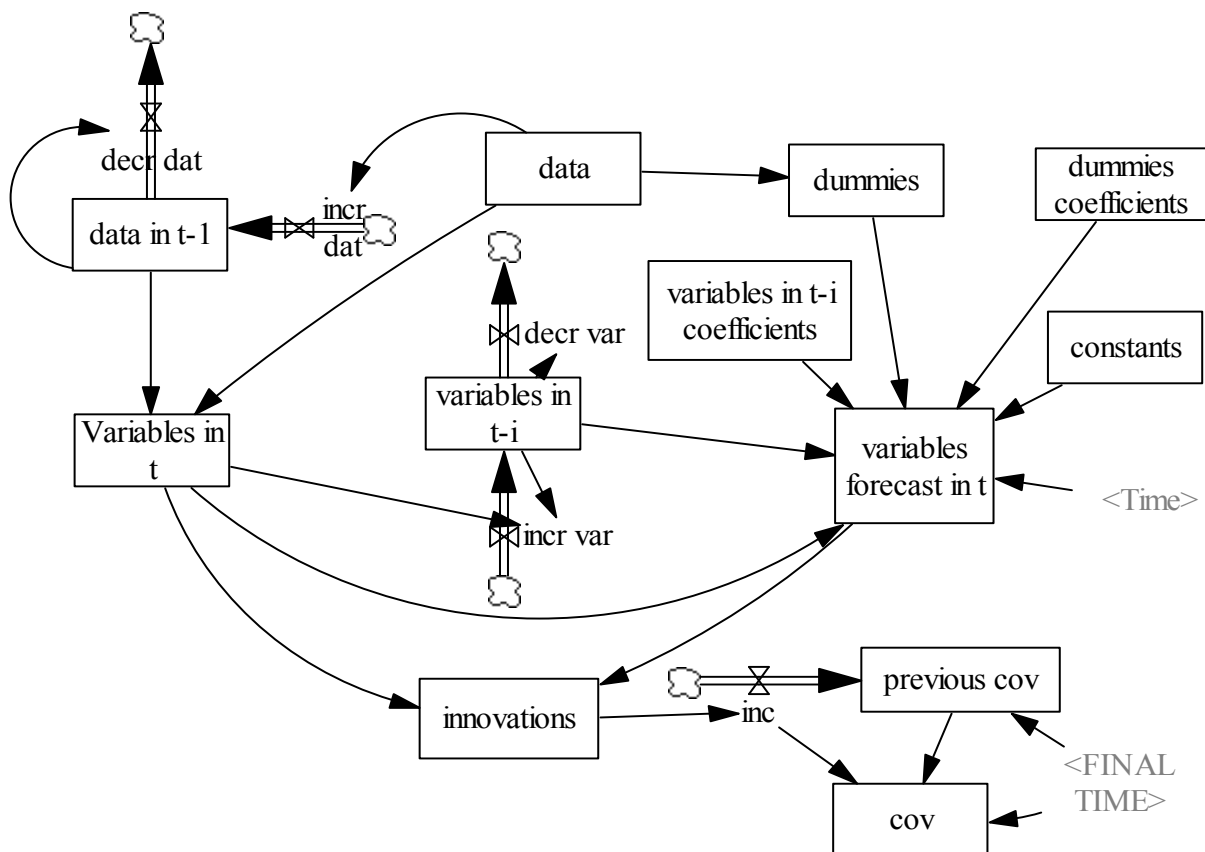 decr dat
data in t-1
incr
dat
data
dummies
dummies
coefficients
variables in t-i
coefficients
constants
decr var
variables in
t-i
Variables in
t
variables
forecast in t
<Time>
incr var
innovations
inc
previous cov
cov
<FINAL
TIME>